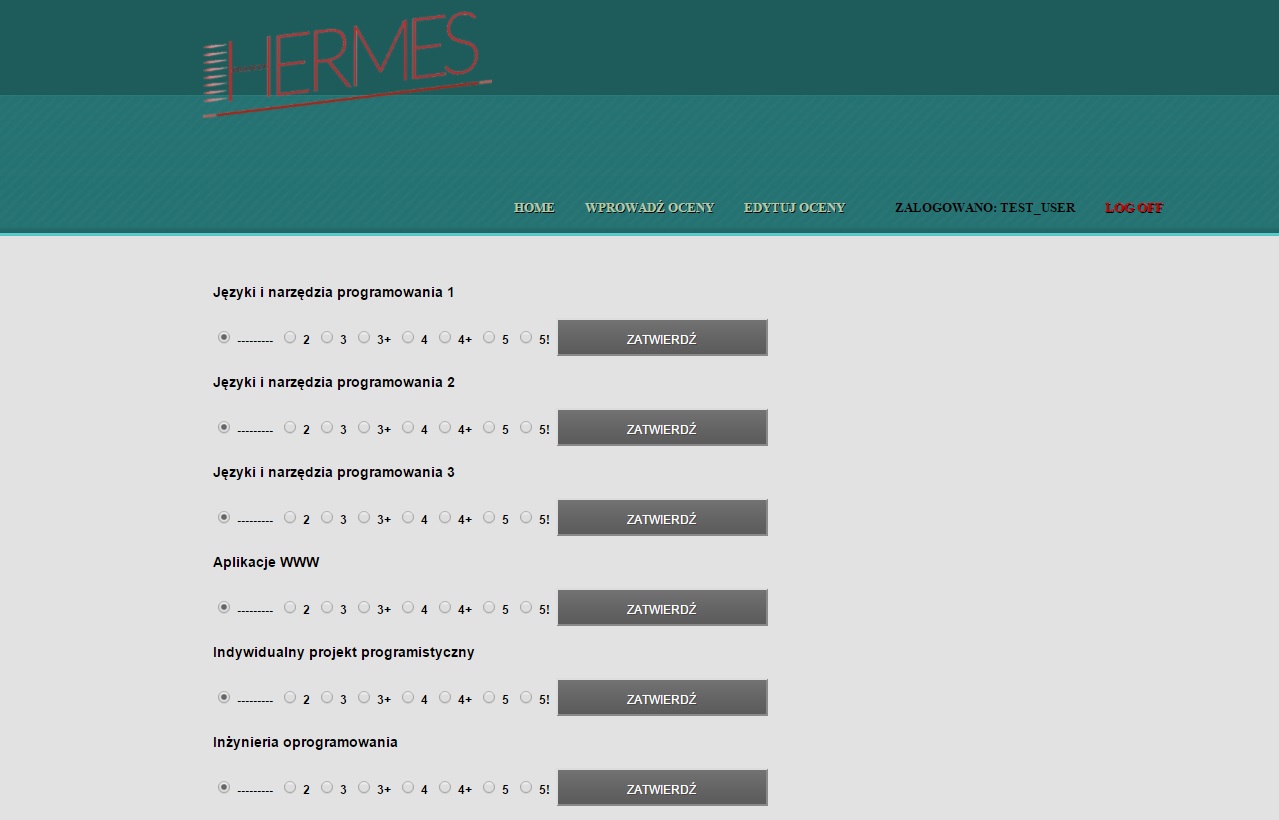 HERMES
HOME WPROWADŹ OCENY EDYTUJ OCENY ZALOGOWANO: TEST_USER LOG OFF
Języki i narzędzia programowania 1
--------- 2 3 3+ 4 4+ 5 5! ZATWIERDŹ
Języki i narzędzia programowania 2
--------- 2 3 3+ 4 4+ 5 5! ZATWIERDŹ
Języki i narzędzia programowania 3
--------- 2 3 3+ 4 4+ 5 5! ZATWIERDŹ
Aplikacje WWW
--------- 2 3 3+ 4 4+ 5 5! ZATWIERDŹ
Indywidualny projekt programistyczny
--------- 2 3 3+ 4 4+ 5 5! ZATWIERDŹ
Inżynieria oprogramowania
--------- 2 3 3+ 4 4+ 5 5! ZATWIERDŹ